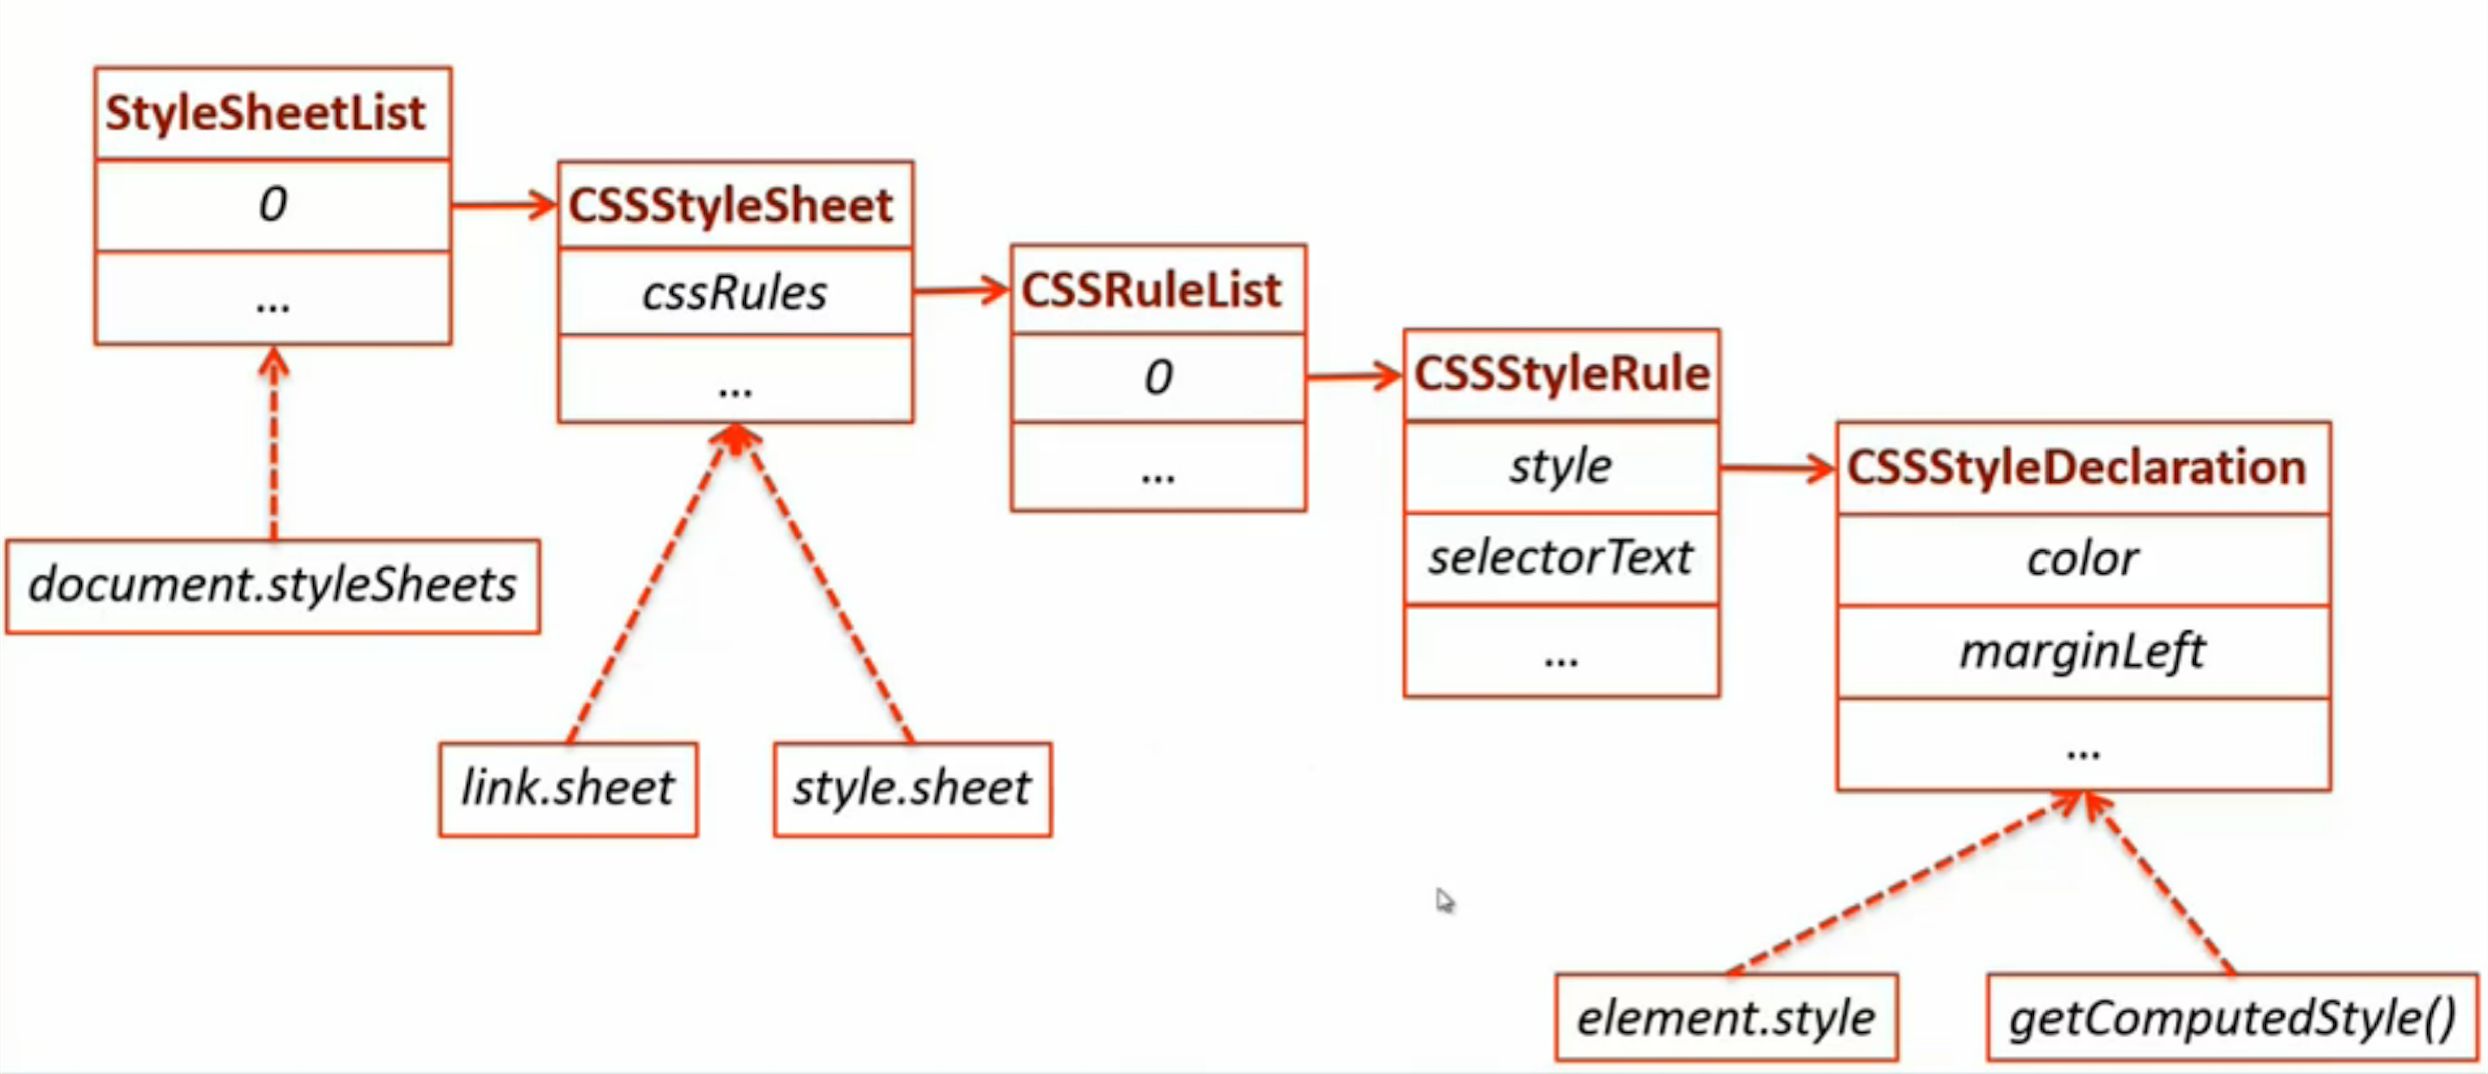 StyleSheetList
0
...
document.styleSheets
CSSStyleSheet
cssRules
...
link.sheet
style.sheet
CSSRuleList
0
...
CSSStyleRule
style
selectorText
...
CSSStyleDeclaration
color
marginLeft
...
element.style
getComputedStyle()